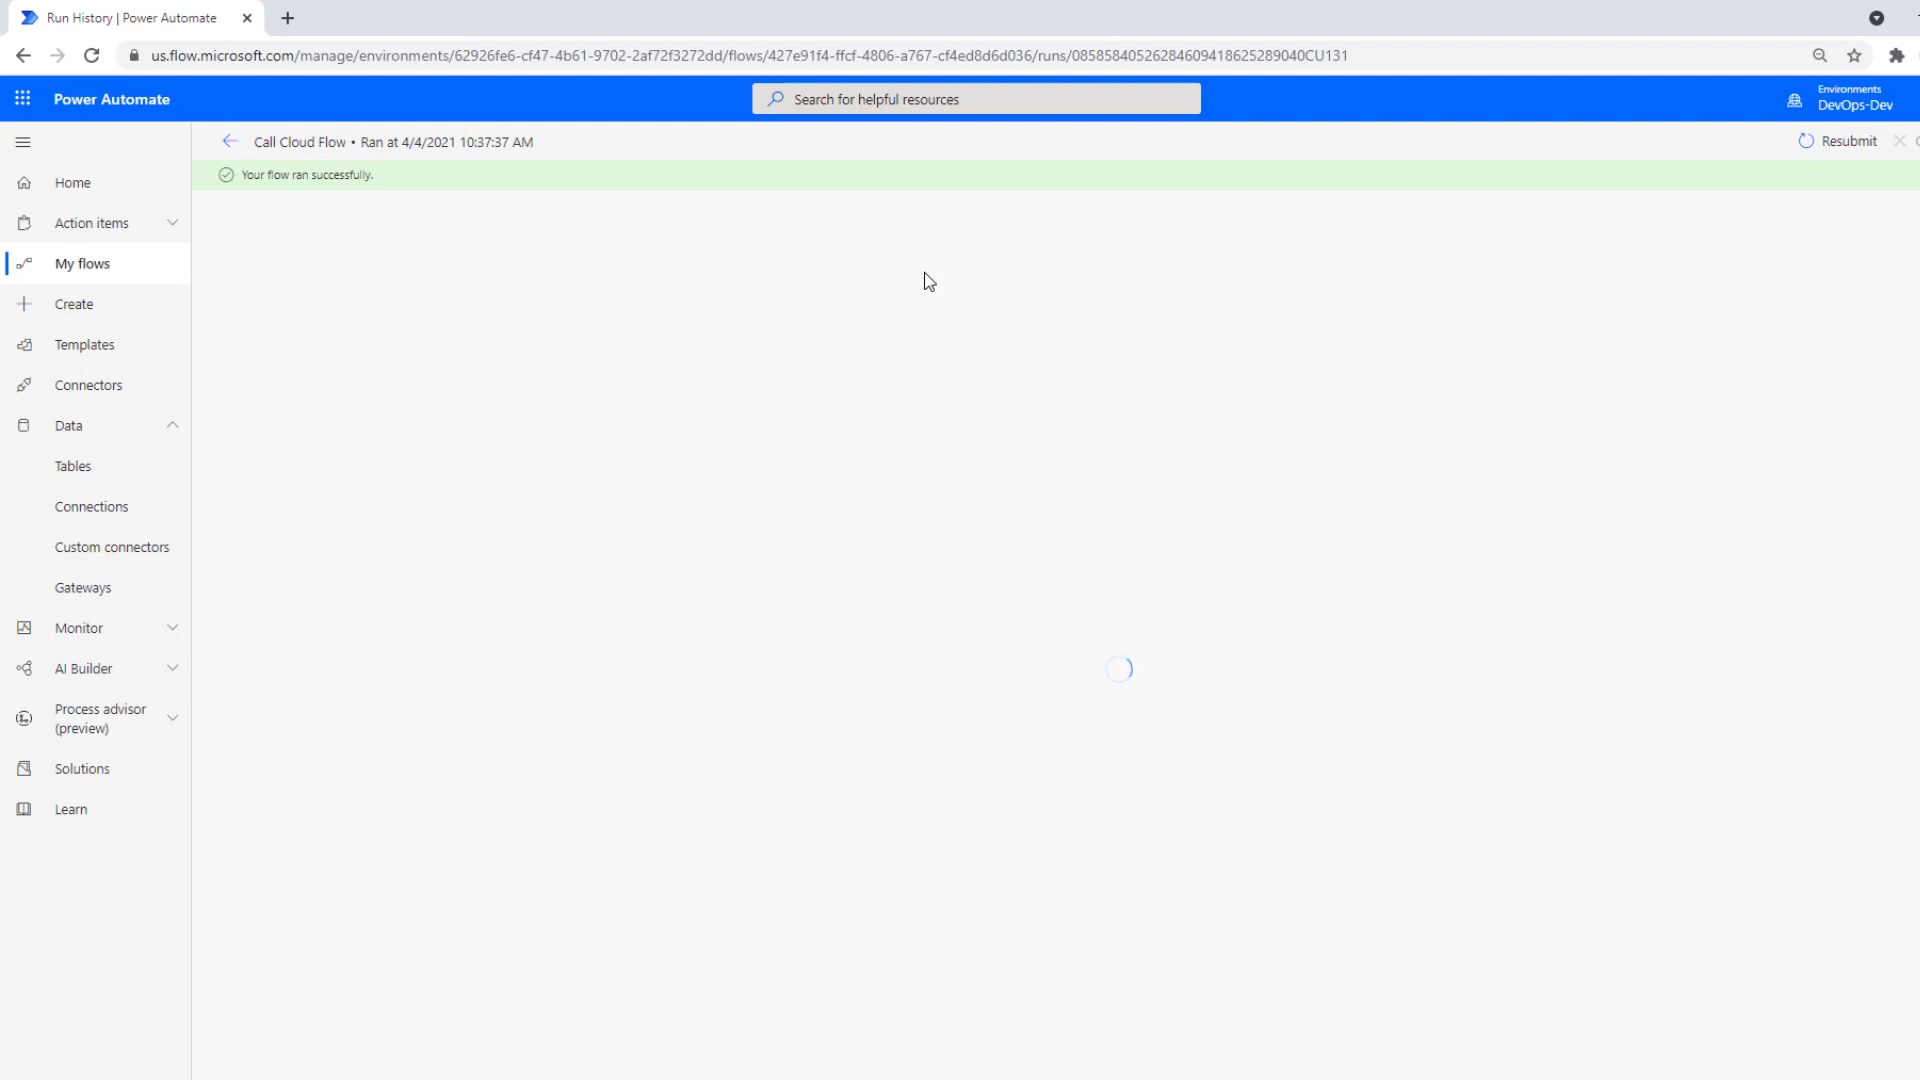 Run History | Power Automate
us.flow.microsoft.com/manage/environments/62926fe6-cf47-4b61-9702-2af72f3272dd/flows/427e91f4-ffcf-4806-a767-cf4ed8d6d036/runs/08585840526284609418625289040CU131
Power Automate
Search for helpful resources
Environments
DevOps-Dev
Call Cloud Flow • Ran at 4/4/2021 10:37:37 AM
Resubmit
Your flow ran successfully.
Home
Action items
My flows
Create
Templates
Connectors
Data
Tables
Connections
Custom connectors
Gateways
Monitor
AI Builder
Process advisor
(preview)
Solutions
Learn